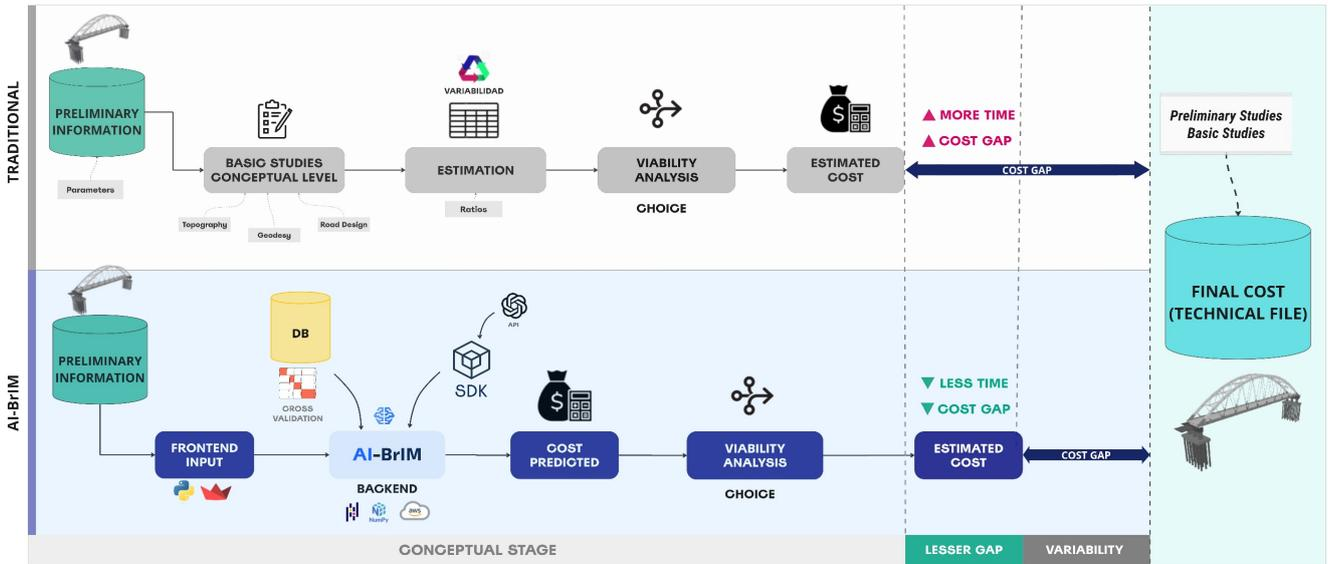 TRADITIONAL
PRELIMINARY
INFORMATION
Parameters
BASIC STUDIES
CONCEPTUAL LEVEL
Topography
Geodesy
Road Design
VARIABILIDAD
ESTIMATION
Ratios
VIABILITY
ANALYSIS
CHOICE
$
ESTIMATED
COST
MORE TIME
COST GAP
COST GAP
Preliminary Studies
Basic Studies
FINAL COST
(TECHNICAL FILE)
AI-BrIM
PRELIMINARY
INFORMATION
FRONTEND
INPUT
DB
CROSS
VALIDATION
API
SDK
AI-BrIM
BACKEND
NumPy
aws
$
COST
PREDICTED
VIABILITY
ANALYSIS
CHOICE
LESS TIME
COST GAP
ESTIMATED
COST
COST GAP
CONCEPTUAL STAGE
LESSER GAP
VARIABILITY